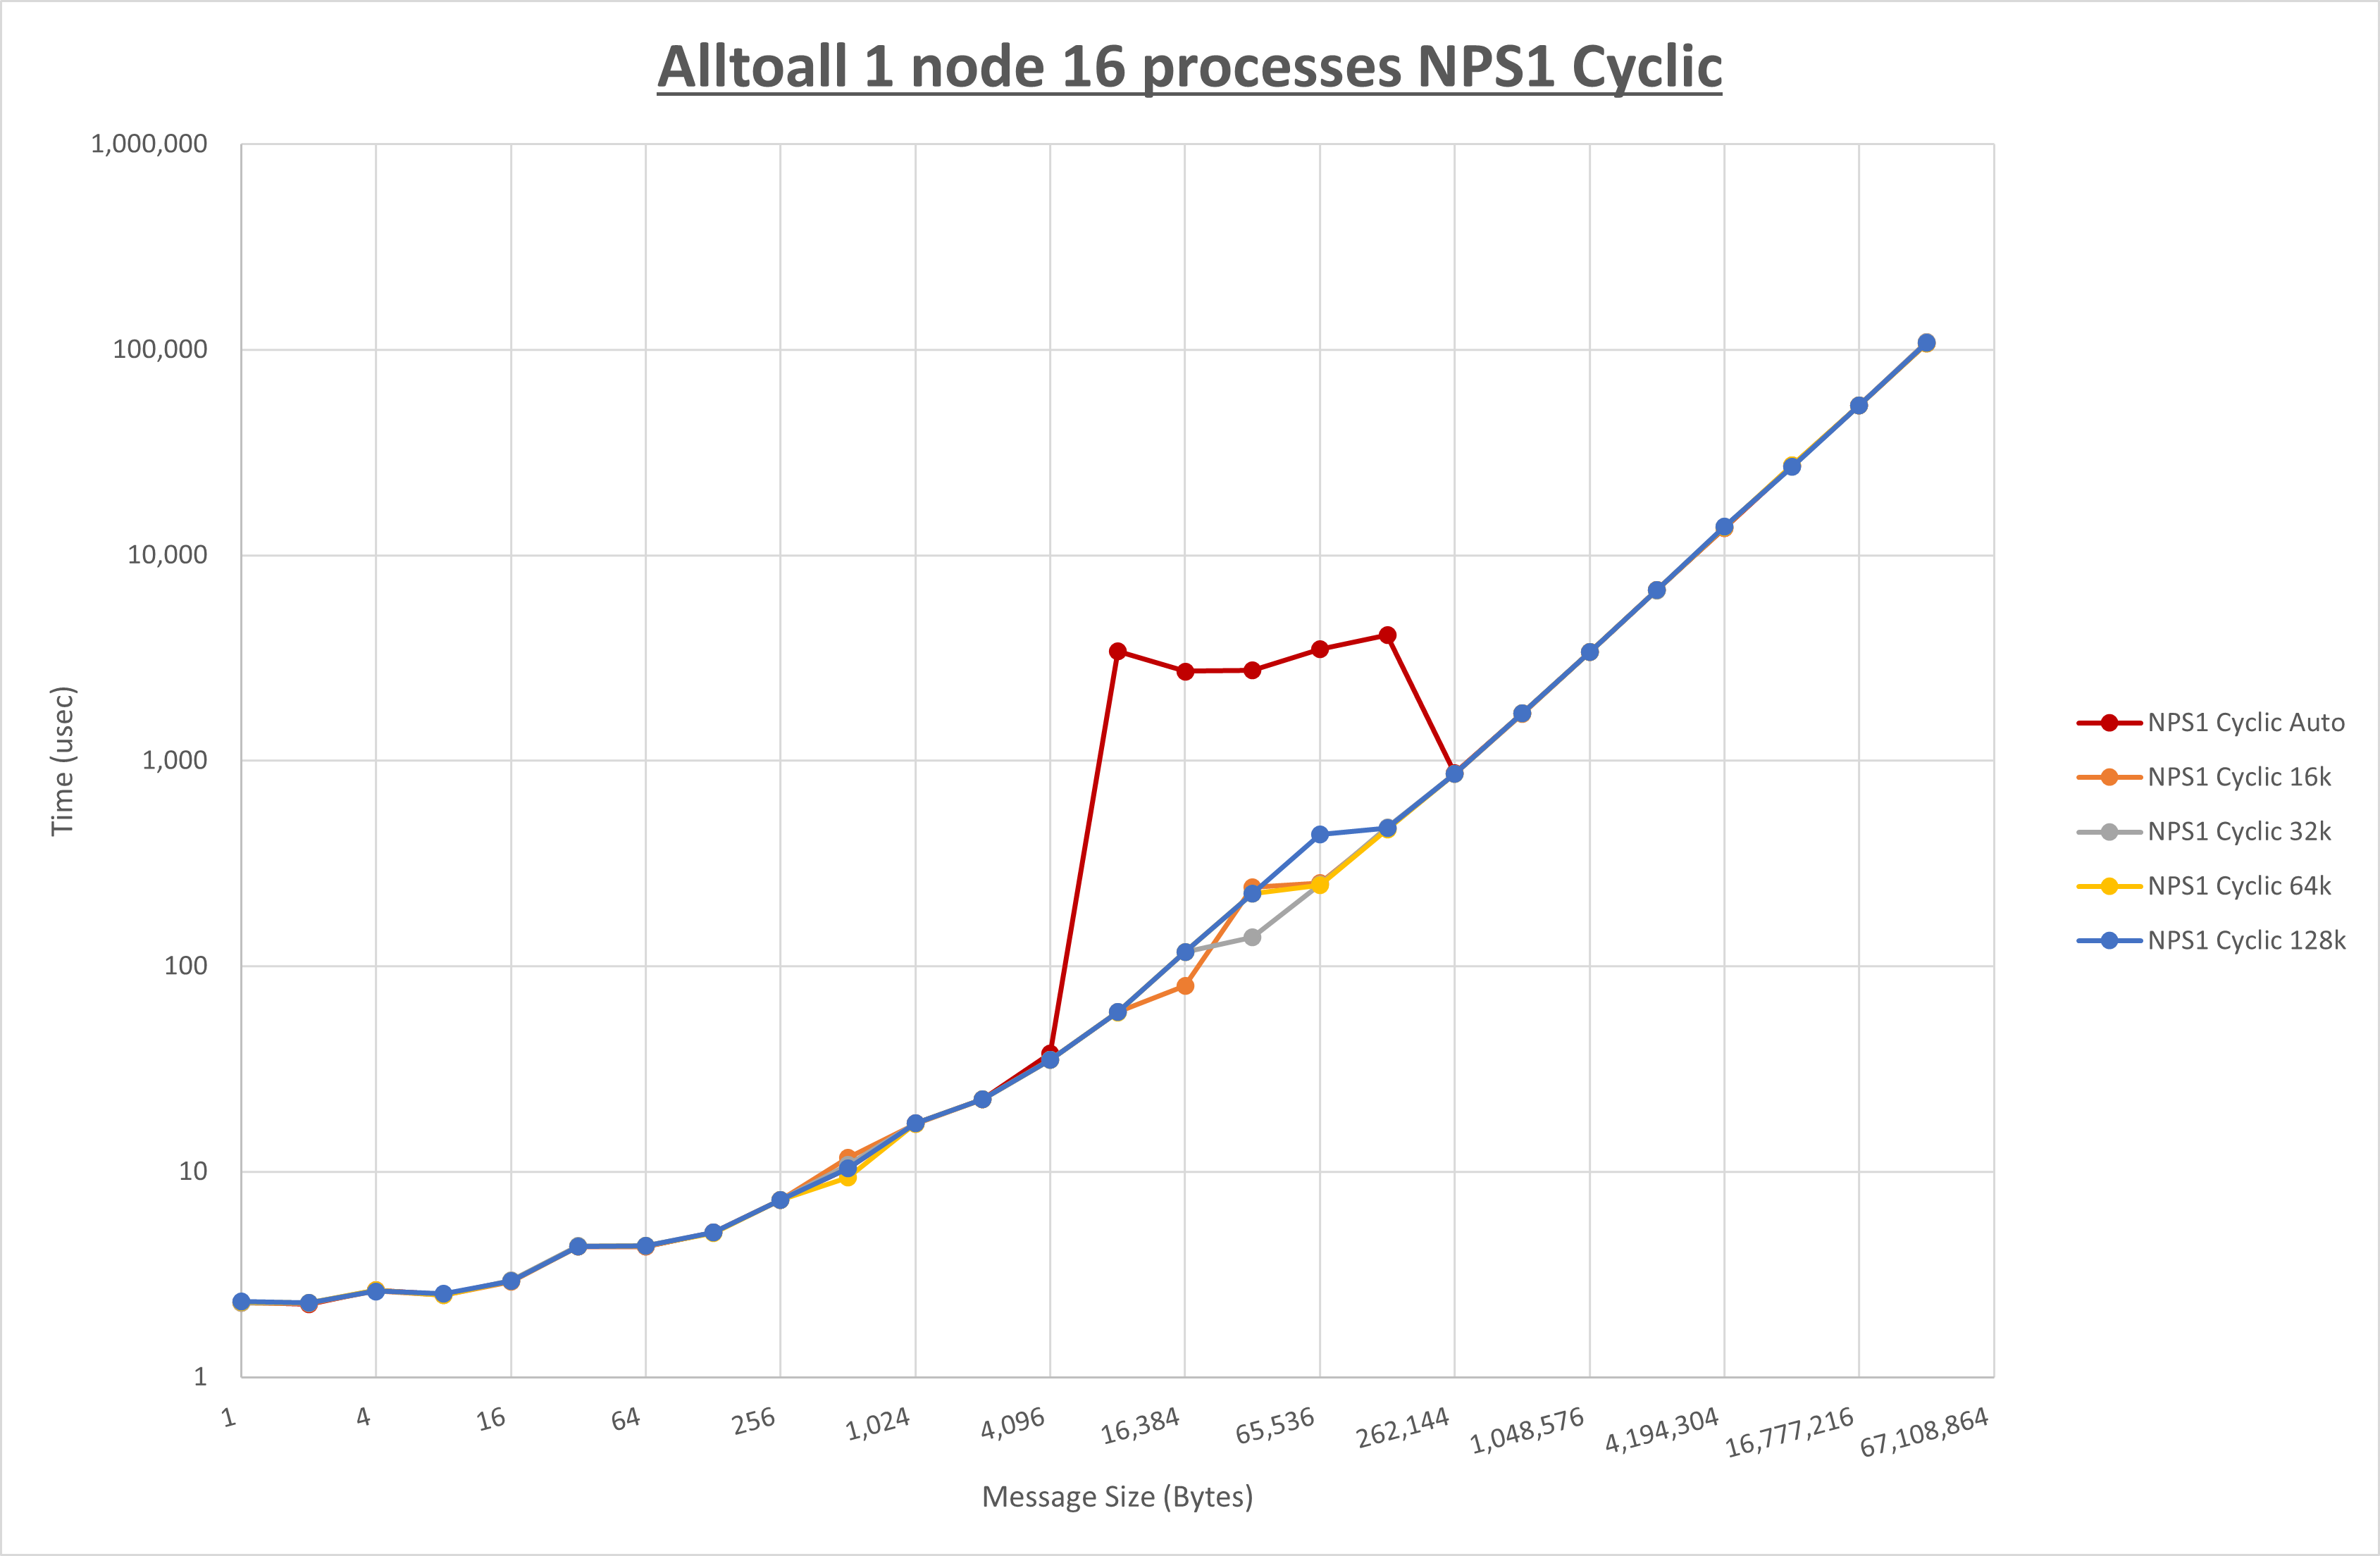 Alltoall 1 node 16 processes NPS1 Cyclic
1,000,000
100,000
10,000
1,000
100
10
1
Time (usec)
1
4
16
64
256
1,024
4,096
16,384
65,536
262,144
1,048,576
4,194,304
16,777,216
67,108,864
Message Size (Bytes)
NPS1 Cyclic Auto
NPS1 Cyclic 16k
NPS1 Cyclic 32k
NPS1 Cyclic 64k
NPS1 Cyclic 128k